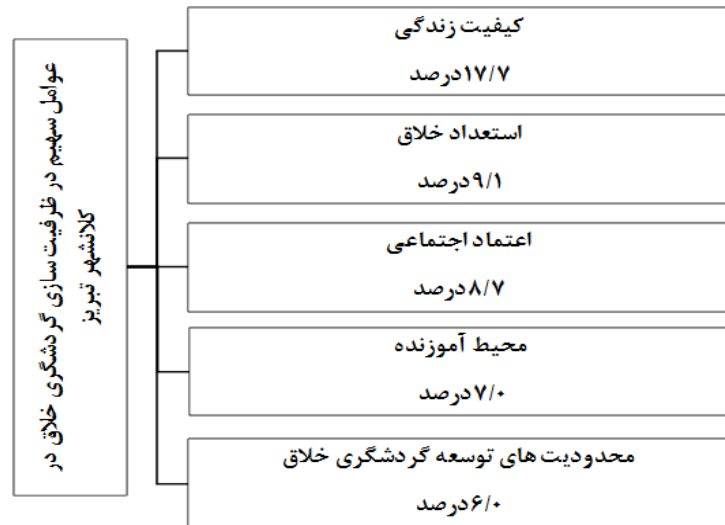 عوامل سهیم در ظرفیت سازی گردشگری خلاق در
کلانشهر تبریز
کیفیت زندگی
۱۷/۷درصد
استعداد خلاق
۹/۱درصد
اعتماد اجتماعی
۸/۷درصد
محیط آموزنده
۷/۰درصد
محدودیت های توسعه گردشگری خلاق
۶/۰درصد